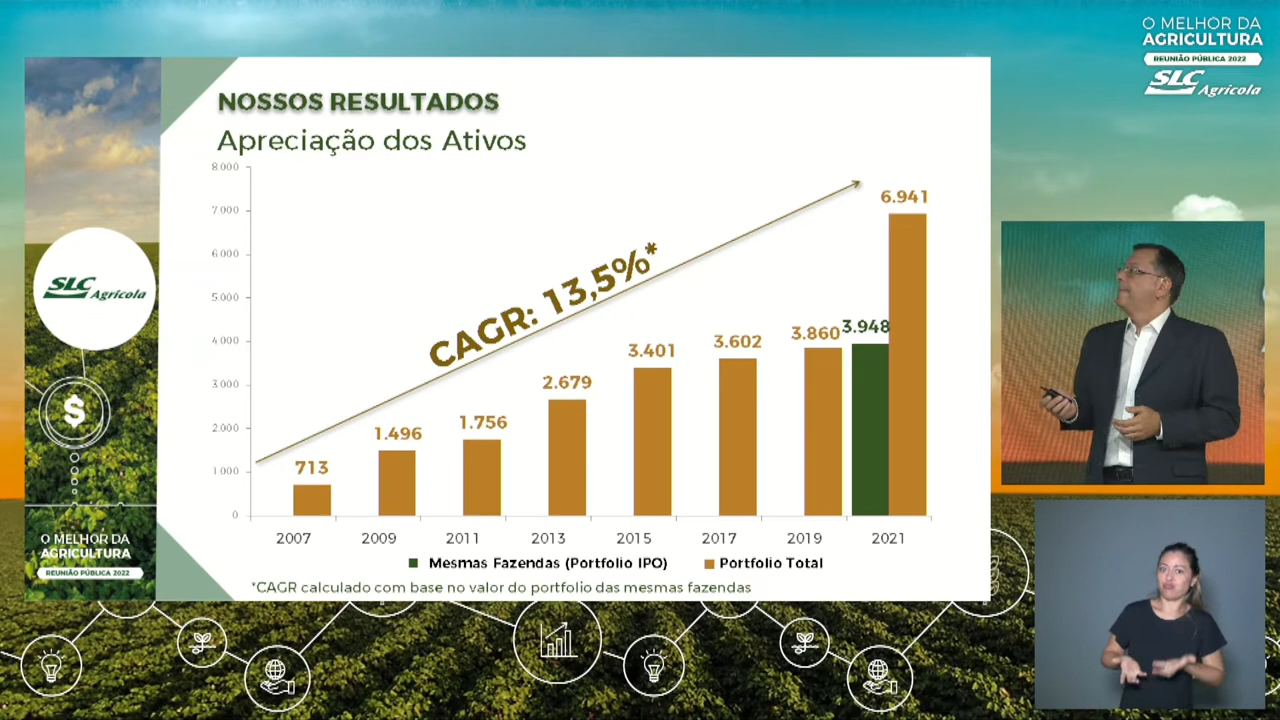 O MELHOR DA
AGRICULTURA
REUNIÃO PÚBLICA 2022
SLC Agrícola
NOSSOS RESULTADOS
Apreciação dos Ativos
8.000
7.000
6.000
5.000
4.000
3.000
2.000
1.000
0
CAGR: 13,5%*
713
1.496
1.756
2.679
3.401
3.602
3.860
3.948
6.941
2007 2009 2011 2013 2015 2017 2019 2021
Mesmas Fazendas (Portfolio IPO) Portfolio Total
*CAGR calculado com base no valor do portfolio das mesmas fazendas
SLC Agrícola
$
O MELHOR DA
AGRICULTURA
REUNIÃO PÚBLICA 2022